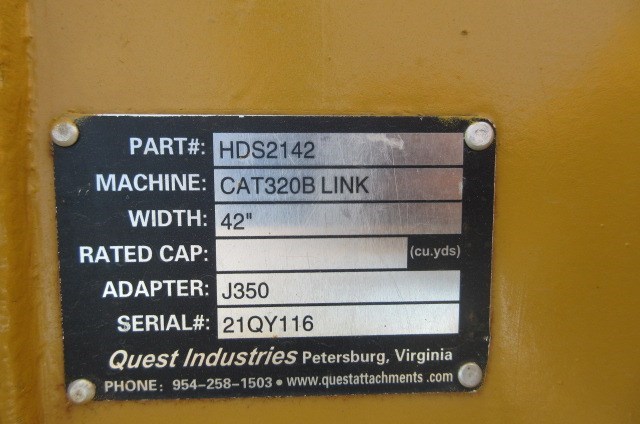 PART#: HDS2142
MACHINE: CAT320B LINK
WIDTH: 42"
RATED CAP: (cu.yds)
ADAPTER: J350
SERIAL#: 21QY116
Quest Industries Petersburg, Virginia
PHONE: 954-258-1503 • www.questattachments .com